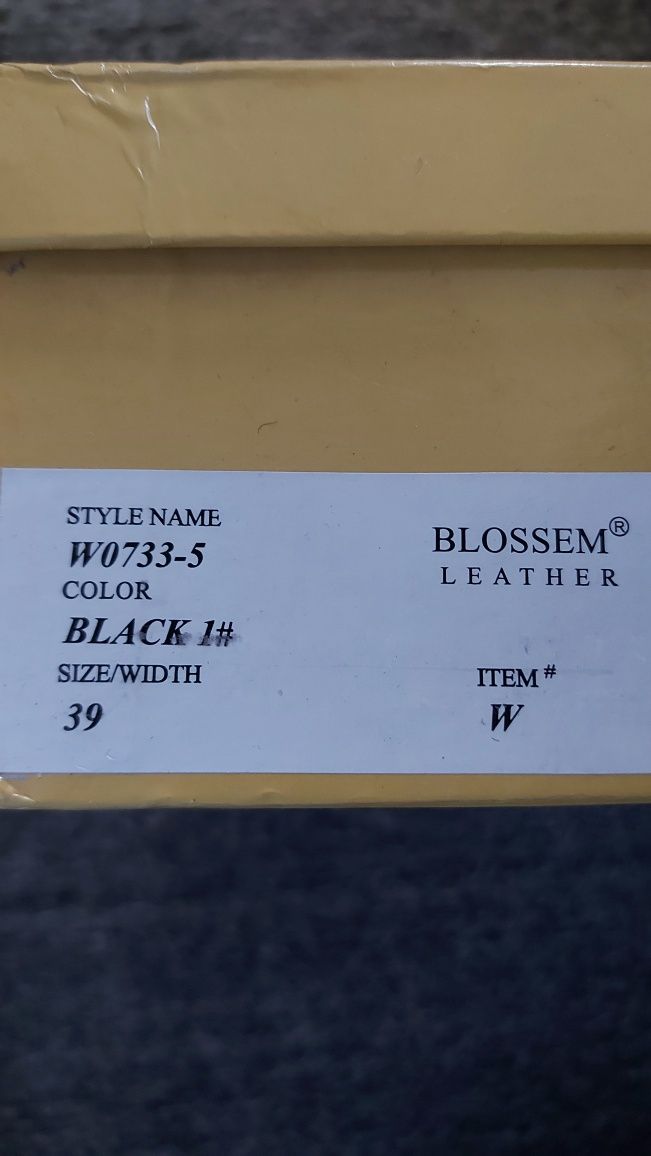 STYLE NAME
W0733-5
COLOR
BLACK 1#
SIZE/WIDTH
39
BLOSSEM®
LEATHER
ITEM #
W